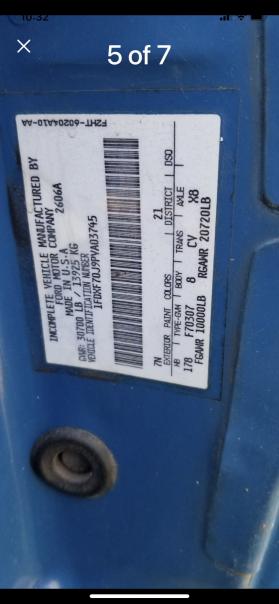 10:32
5 of 7
INCOMPLETE VEHICLE MANUFACTURED BY
FORD MOTOR COMPANY 2606A
MADE IN U.S.A
GVWR: 30700 LB / 13925 KG
VEHICLE IDENTIFICATION NUMBER
1FDXF70J9PVA03745
F2HT-60204A10-AA
7N 21
EXTERIOR PAINT COLORS DISTRICT DSO
WB TYPE-GVW BODY TRANS AXLE
178 F70307 8 CV X8
FGAWR 10000LB RGAWR 20720LB